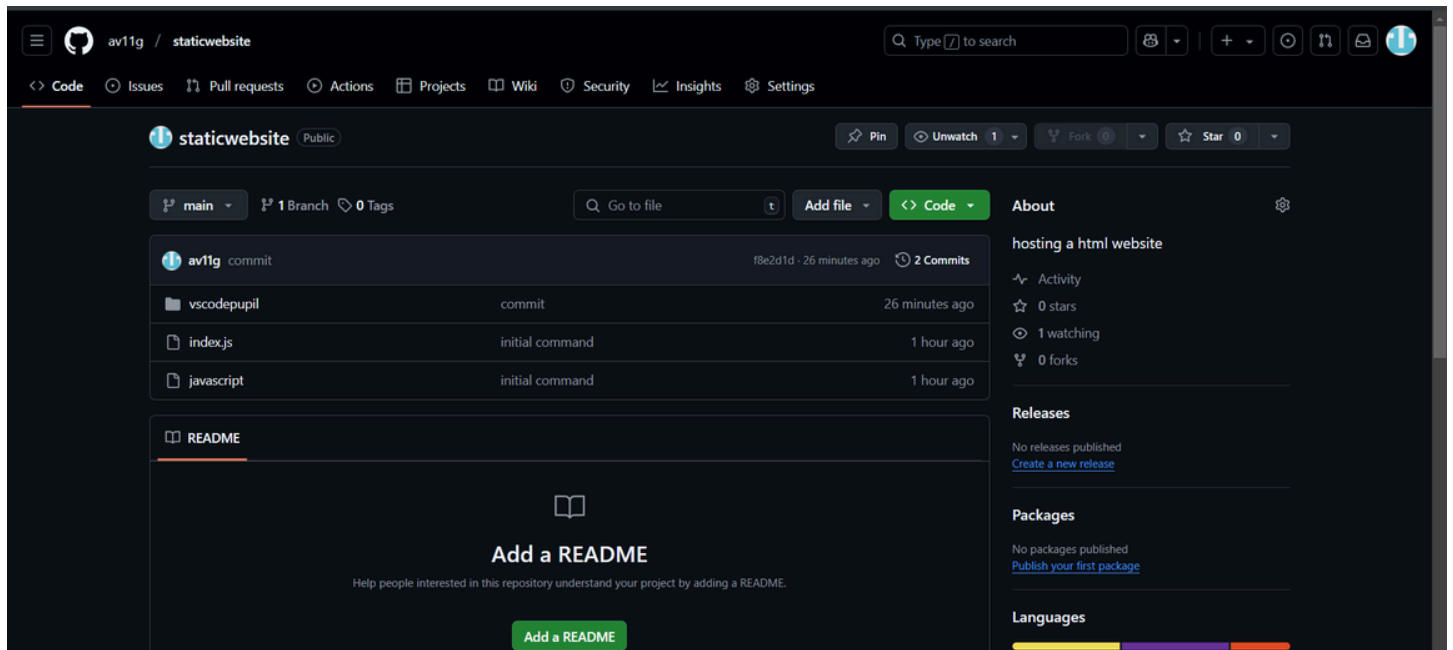 av11g / staticwebsite
Type / to search
Code Issues Pull requests Actions Projects Wiki Security Insights Settings
staticwebsite Public
Pin Unwatch 1 Fork 0 Star 0
main 1 Branch 0 Tags Go to file t Add file Code
av11g commit f8e2d1d · 26 minutes ago 2 Commits
vscodepupil commit 26 minutes ago
index.js initial command 1 hour ago
javascript initial command 1 hour ago
README
Add a README
Help people interested in this repository understand your project by adding a README.
Add a README
About
hosting a html website
Activity
0 stars
1 watching
0 forks
Releases
No releases published
Create a new release
Packages
No packages published
Publish your first package
Languages